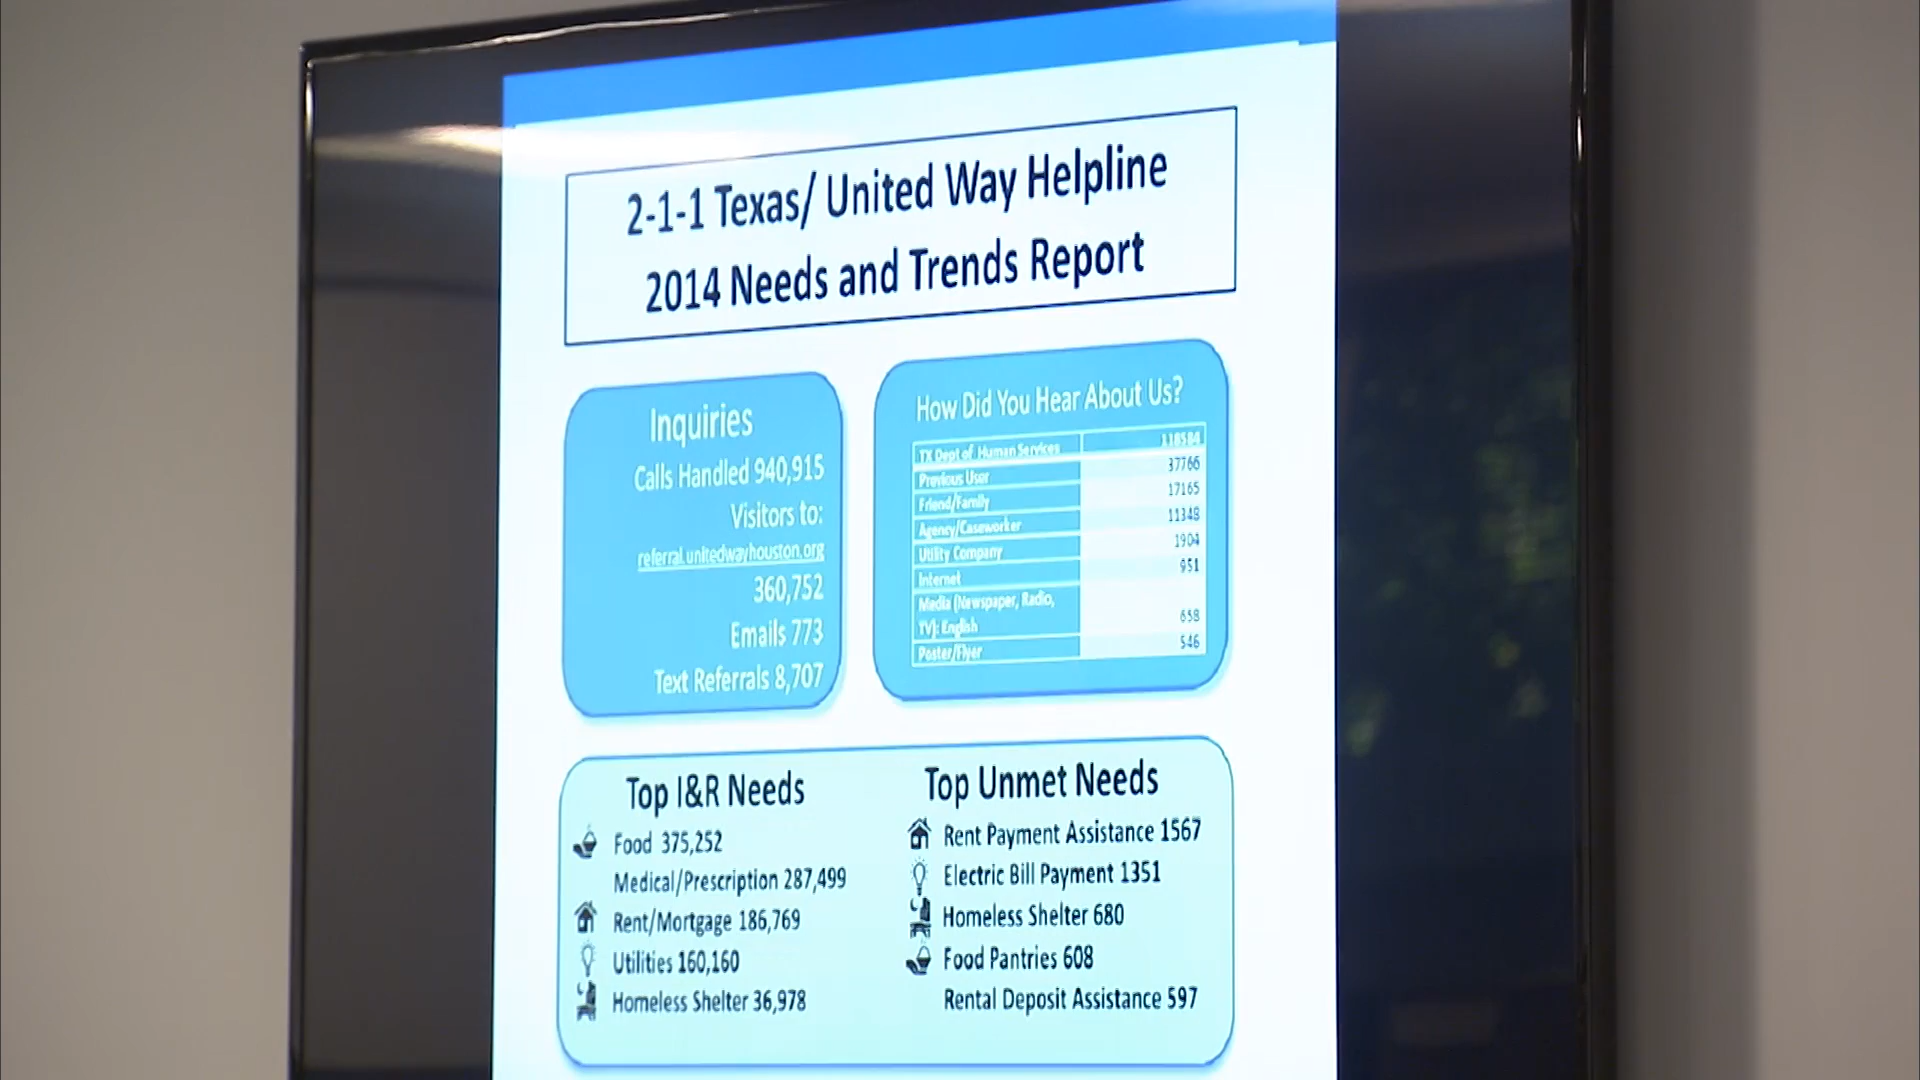 2-1-1 Texas/ United Way Helpline
2014 Needs and Trends Report
Inquiries
Calls Handled 940,915
Visitors to:
referral.unitedwayhouston.org
360,752
Emails 773
Text Referrals 8,707
How Did You Hear About Us?
TX Dept of Human Services 118584
Previous User 37766
Friend/Family 17165
Agency/Caseworker 11348
Utility Company 1904
Internet 951
Media (Newspaper, Radio,
TV): English 658
Poster/Flyer 546
Top I&R Needs
Food 375,252
Medical/Prescription 287,499
Rent/Mortgage 186,769
Utilities 160,160
Homeless Shelter 36,978
Top Unmet Needs
Rent Payment Assistance 1567
Electric Bill Payment 1351
Homeless Shelter 680
Food Pantries 608
Rental Deposit Assistance 597